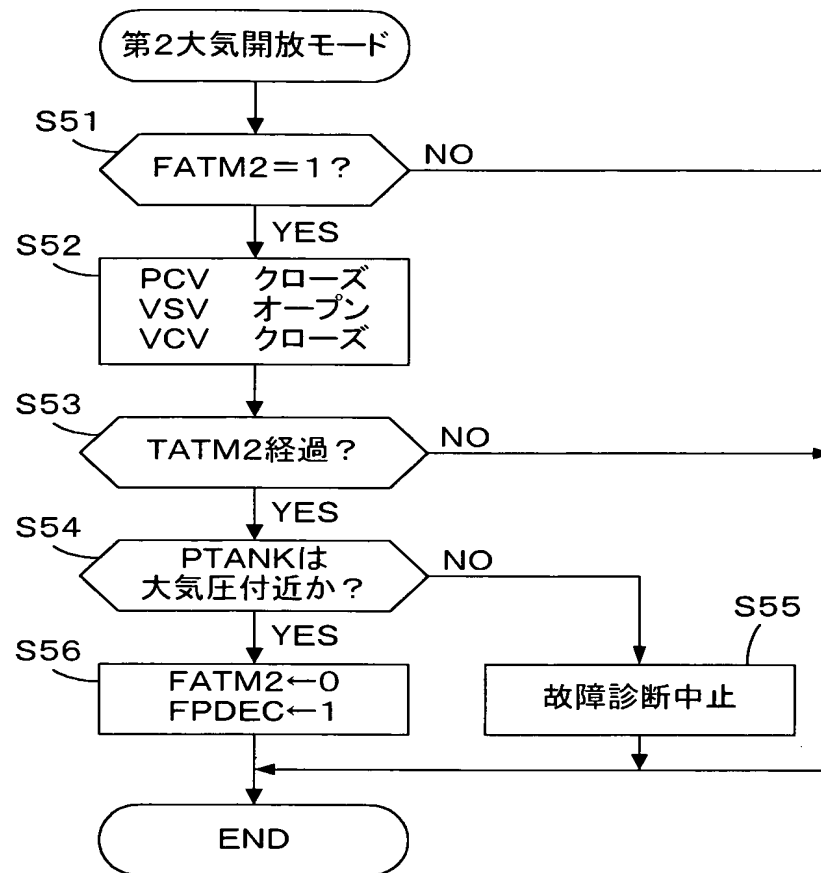 第2大気開放モード
S51
FATM2＝1？
NO
YES
S52
PCV クローズ
VSV オープン
VCV クローズ
S53
TATM2経過？
NO
YES
S54
PTANKは
大気圧付近か？
NO
YES
S55
故障診断中止
S56
FATM2←0
FPDEC←1
END